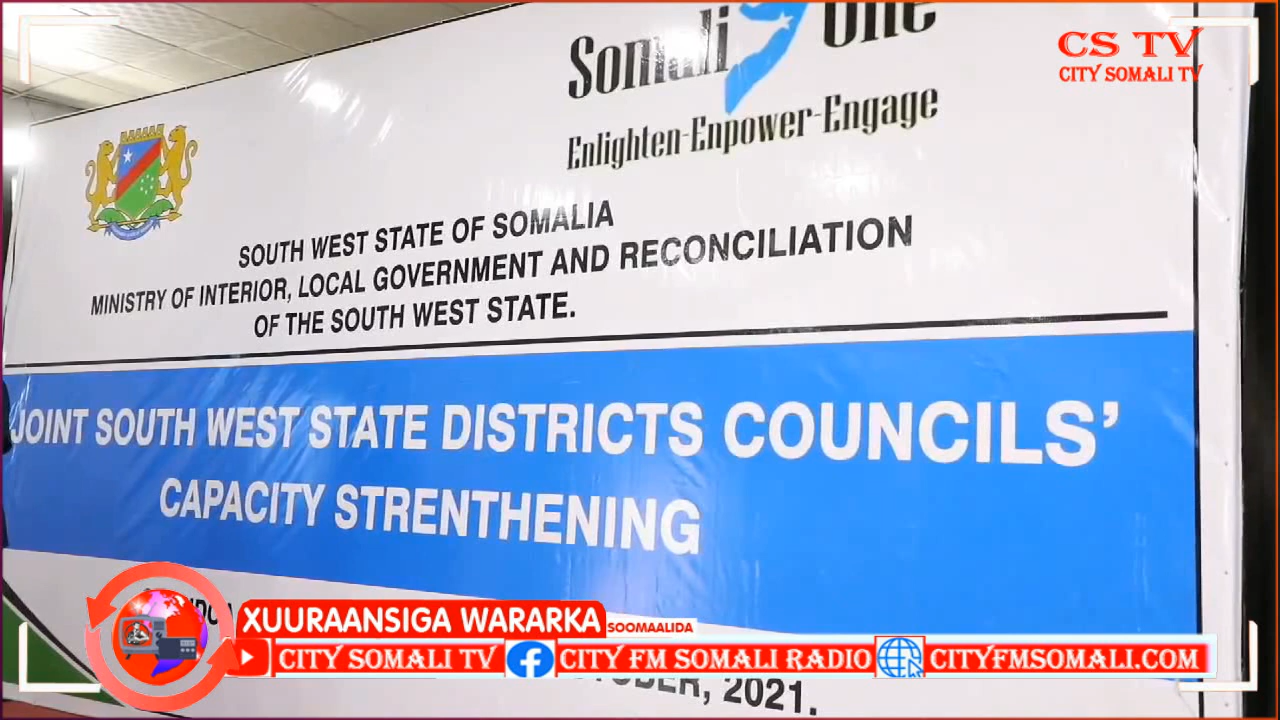 Somali One
CS TV
CITY SOMALI TV
Enlighten-Enpower-Engage
SOUTH WEST STATE OF SOMALIA
MINISTRY OF INTERIOR, LOCAL GOVERNMENT AND RECONCILIATION
OF THE SOUTH WEST STATE.
JOINT SOUTH WEST STATE DISTRICTS COUNCILS'
CAPACITY STRENTHENING
XUURAANSIGA WARARKA
SOOMAALIDA
CITY SOMALI TV CITY FM SOMALI RADIO CITYFMSOMALI.COM
2021.